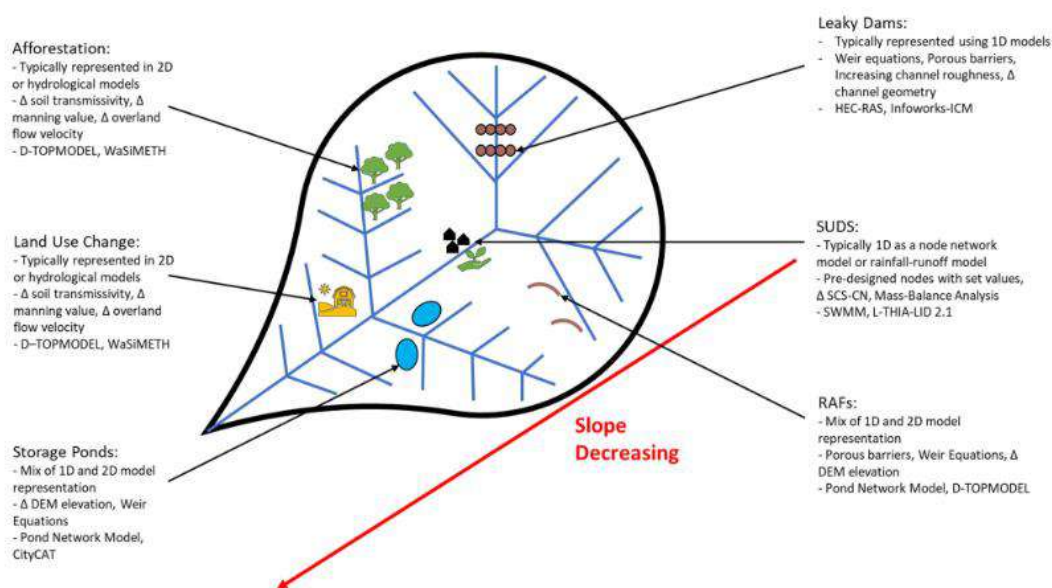 Afforestation:
- Typically represented in 2D
or hydrological models
- Δ soil transmissivity, Δ
manning value, Δ overland
flow velocity
- D-TOPMODEL, WaSiMETH
Land Use Change:
- Typically represented in 2D
or hydrological models
- Δ soil transmissivity, Δ
manning value, Δ overland
flow velocity
- D–TOPMODEL, WaSiMETH
Storage Ponds:
- Mix of 1D and 2D model
representation
- Δ DEM elevation, Weir
Equations
- Pond Network Model,
CityCAT
Slope
Decreasing
Leaky Dams:
- Typically represented using 1D models
- Weir equations, Porous barriers,
Increasing channel roughness, Δ
channel geometry
- HEC-RAS, Infoworks-ICM
SUDS:
- Typically 1D as a node network
model or rainfall-runoff model
- Pre-designed nodes with set values,
Δ SCS-CN, Mass-Balance Analysis
- SWMM, L-THIA-LID 2.1
RAFs:
- Mix of 1D and 2D model
representation
- Porous barriers, Weir Equations, Δ
DEM elevation
- Pond Network Model, D-TOPMODEL